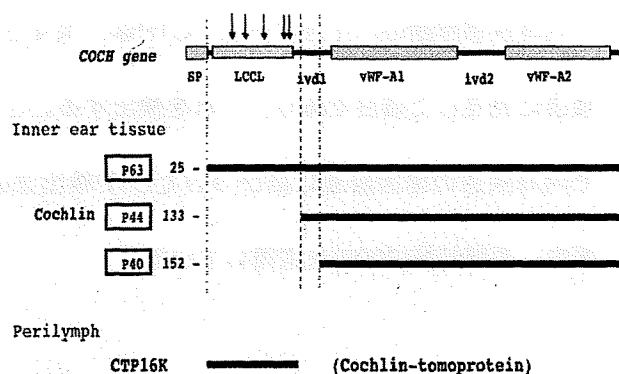 COCH gene
SP LCCL ivd1 vWF-A1 ivd2 vWF-A2
Inner ear tissue
P63 25 -
Cochlin P44 133 -
P40 152 -
Perilymph
CTP16K (Cochlin-tomoprotein)